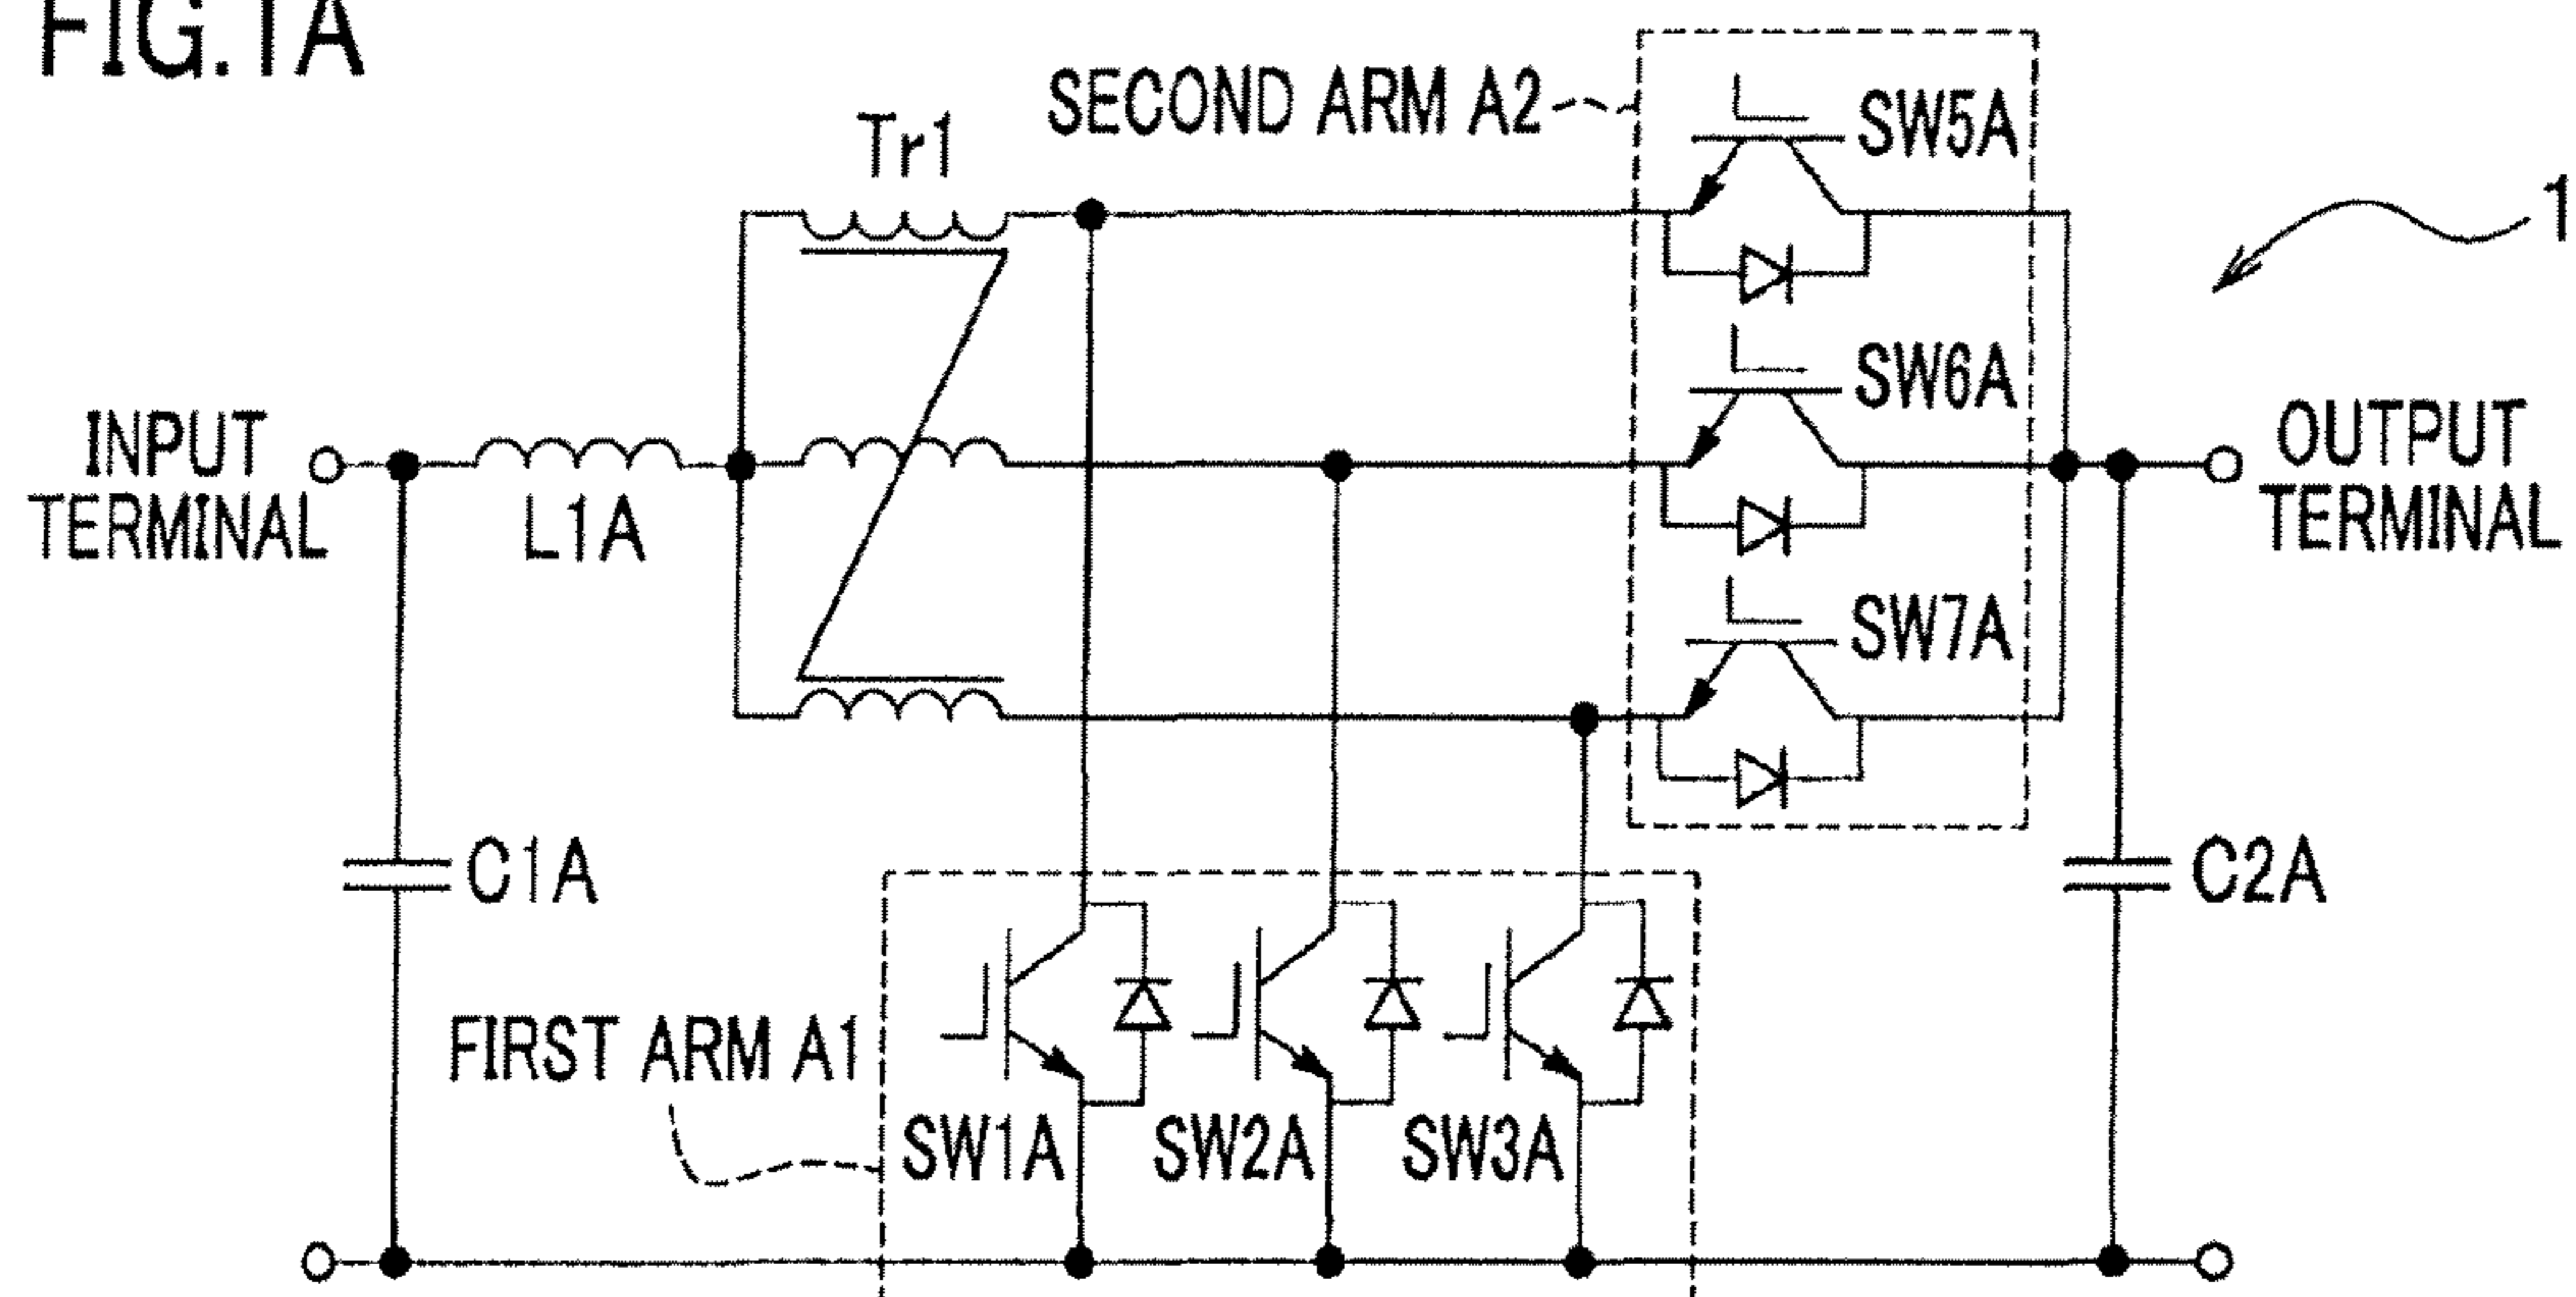 FIG.1A
SECOND ARM A2
SW5A
Tr1
1
SW6A
INPUT
TERMINAL
L1A
OUTPUT
TERMINAL
SW7A
C1A
C2A
FIRST ARM A1
SW1A
SW2A
SW3A